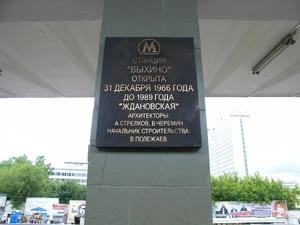 М
СТАНЦИЯ
"ВЫХИНО"
ОТКРЫТА
31 ДЕКАБРЯ 1966 ГОДА
ДО 1989 ГОДА
"ЖДАНОВСКАЯ"
АРХИТЕКТОРЫ:
А.СТРЕЛКОВ, В.ЧЕРЕМИН
НАЧАЛЬНИК СТРОИТЕЛЬСТВА:
В.ПОЛЕЖАЕВ